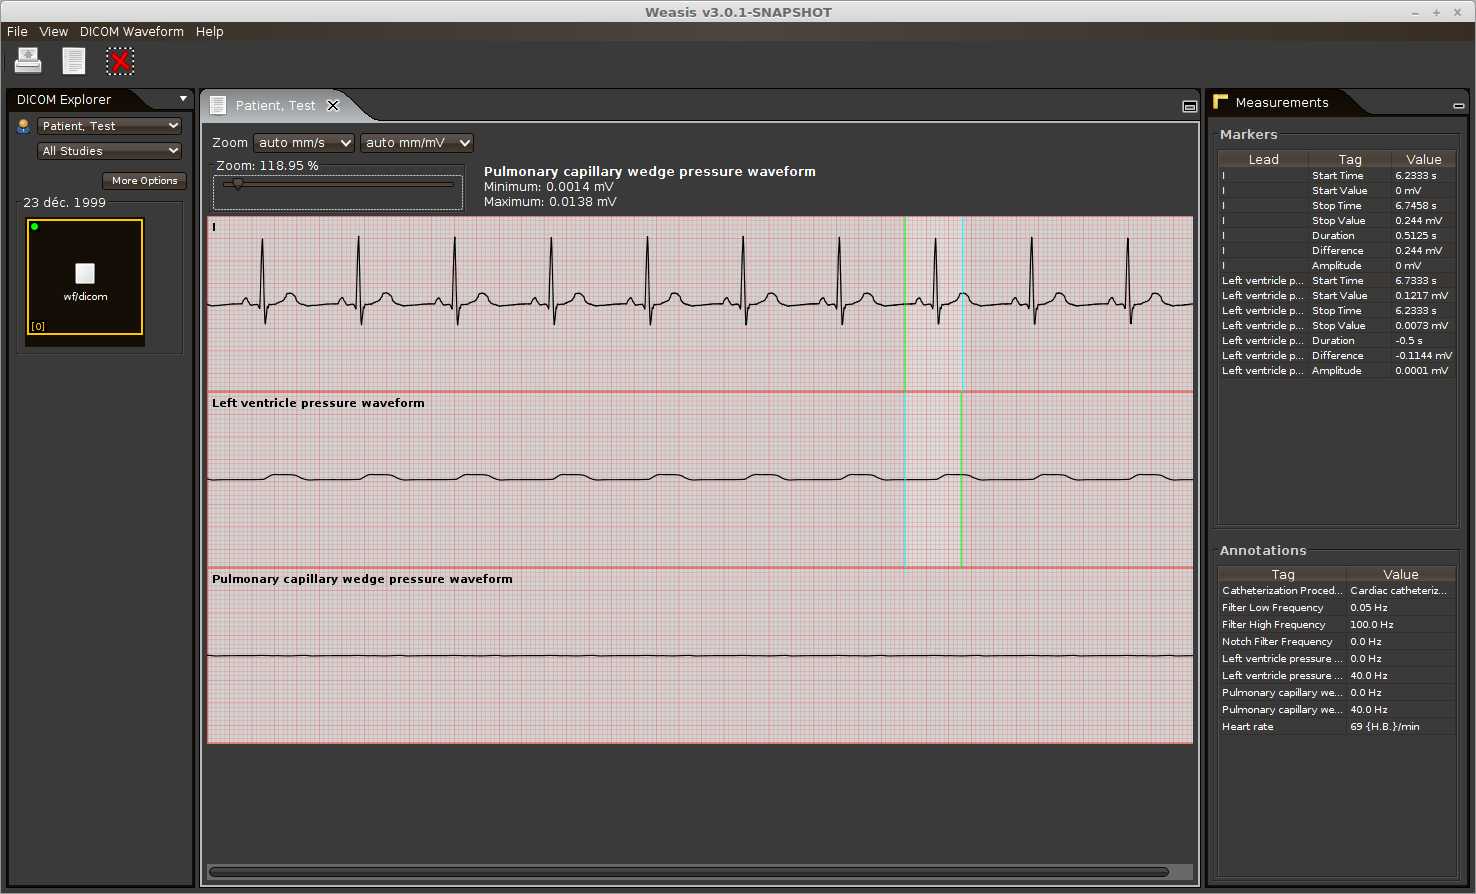 Weasis v3.0.1-SNAPSHOT
File View DICOM Waveform Help
DICOM Explorer
Patient, Test
All Studies
More Options
23 déc. 1999
wf/dicom
[0]
Patient, Test
Zoom auto mm/s auto mm/mV
Zoom: 118.95 %
Pulmonary capillary wedge pressure waveform
Minimum: 0.0014 mV
Maximum: 0.0138 mV
I
Left ventricle pressure waveform
Pulmonary capillary wedge pressure waveform
Measurements
Markers
Lead Tag Value
I Start Time 6.2333 s
I Start Value 0 mV
I Stop Time 6.7458 s
I Stop Value 0.244 mV
I Duration 0.5125 s
I Difference 0.244 mV
I Amplitude 0 mV
Left ventricle p... Start Time 6.7333 s
Left ventricle p... Start Value 0.1217 mV
Left ventricle p... Stop Time 6.2333 s
Left ventricle p... Stop Value 0.0073 mV
Left ventricle p... Duration -0.5 s
Left ventricle p... Difference -0.1144 mV
Left ventricle p... Amplitude 0.0001 mV
Annotations
Tag Value
Catheterization Proced... Cardiac catheteriz...
Filter Low Frequency 0.05 Hz
Filter High Frequency 100.0 Hz
Notch Filter Frequency 0.0 Hz
Left ventricle pressure ... 0.0 Hz
Left ventricle pressure ... 40.0 Hz
Pulmonary capillary we... 0.0 Hz
Pulmonary capillary we... 40.0 Hz
Heart rate 69 {H.B.}/min